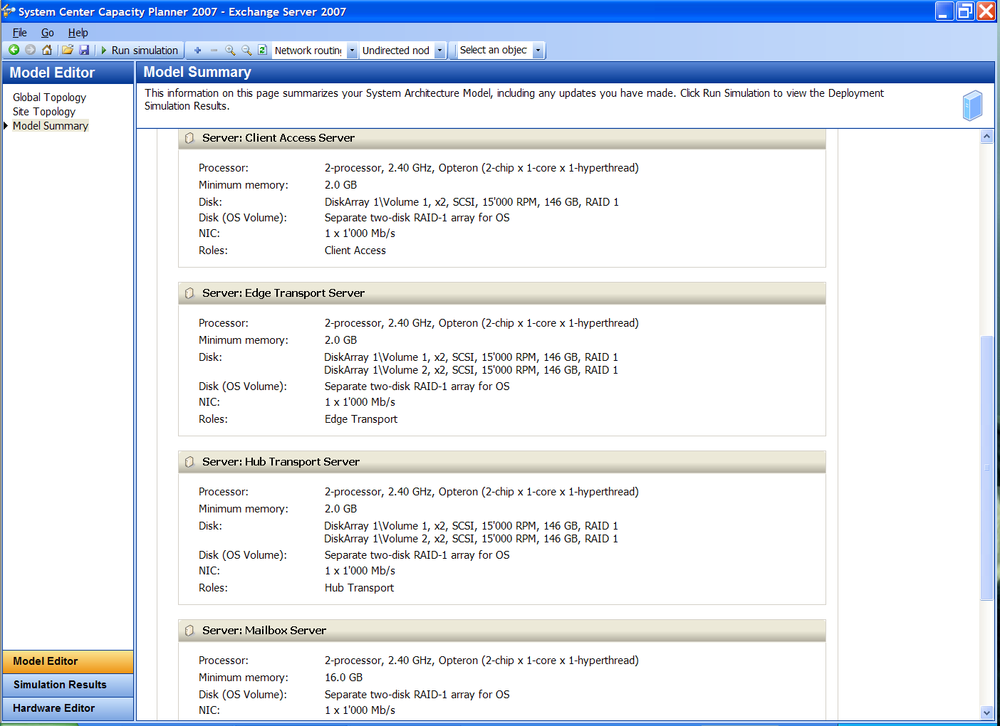 System Center Capacity Planner 2007 - Exchange Server 2007
File Go Help
Run simulation Network routing Undirected nod Select an objec
Model Editor
Global Topology
Site Topology
Model Summary
Model Summary
This information on this page summarizes your System Architecture Model, including any updates you have made. Click Run Simulation to view the Deployment
Simulation Results.
Server: Client Access Server
Processor: 2-processor, 2.40 GHz, Opteron (2-chip x 1-core x 1-hyperthread)
Minimum memory: 2.0 GB
Disk: DiskArray 1\Volume 1, x2, SCSI, 15'000 RPM, 146 GB, RAID 1
Disk (OS Volume): Separate two-disk RAID-1 array for OS
NIC: 1 x 1'000 Mb/s
Roles: Client Access
Server: Edge Transport Server
Processor: 2-processor, 2.40 GHz, Opteron (2-chip x 1-core x 1-hyperthread)
Minimum memory: 2.0 GB
Disk: DiskArray 1\Volume 1, x2, SCSI, 15'000 RPM, 146 GB, RAID 1
DiskArray 1\Volume 2, x2, SCSI, 15'000 RPM, 146 GB, RAID 1
Disk (OS Volume): Separate two-disk RAID-1 array for OS
NIC: 1 x 1'000 Mb/s
Roles: Edge Transport
Server: Hub Transport Server
Processor: 2-processor, 2.40 GHz, Opteron (2-chip x 1-core x 1-hyperthread)
Minimum memory: 2.0 GB
Disk: DiskArray 1\Volume 1, x2, SCSI, 15'000 RPM, 146 GB, RAID 1
DiskArray 1\Volume 2, x2, SCSI, 15'000 RPM, 146 GB, RAID 1
Disk (OS Volume): Separate two-disk RAID-1 array for OS
NIC: 1 x 1'000 Mb/s
Roles: Hub Transport
Server: Mailbox Server
Processor: 2-processor, 2.40 GHz, Opteron (2-chip x 1-core x 1-hyperthread)
Minimum memory: 16.0 GB
Disk (OS Volume): Separate two-disk RAID-1 array for OS
NIC: 1 x 1'000 Mb/s
Model Editor
Simulation Results
Hardware Editor